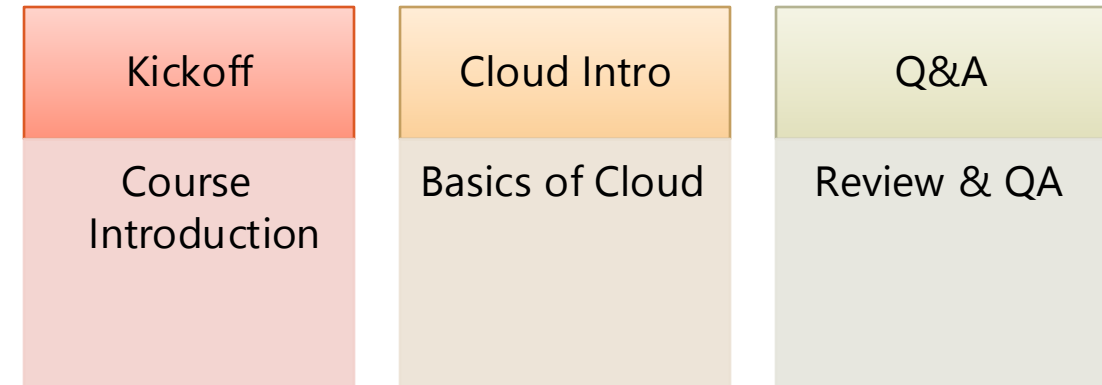 Kickoff
Course
Introduction
Cloud Intro
Basics of Cloud
Q&A
Review & QA